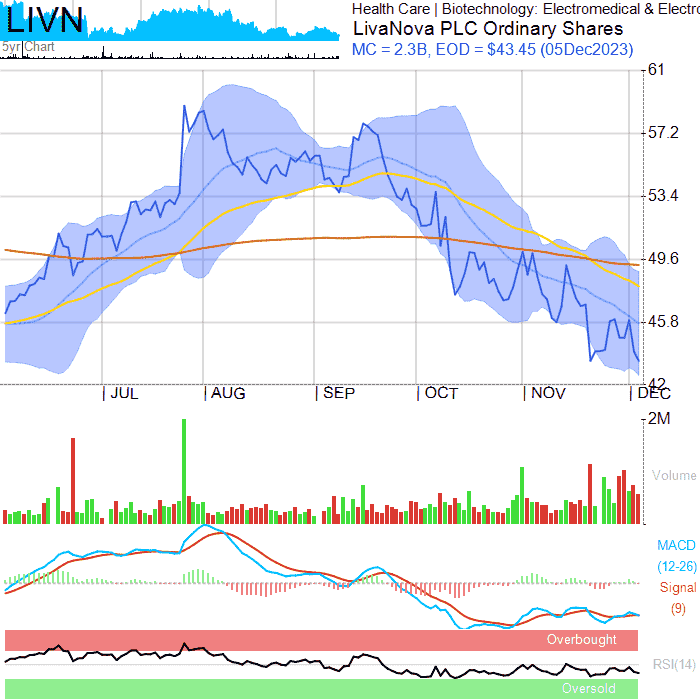 LIVN
5yr Chart
Health Care | Biotechnology: Electromedical & Electro
LivaNova PLC Ordinary Shares
MC = 2.3B, EOD = $43.45 (05Dec2023)
61
57.2
53.4
49.6
45.8
42
JUL AUG SEP OCT NOV DEC
2M
Volume
MACD
(12-26)
Signal
(9)
Overbought
RSI(14)
Oversold